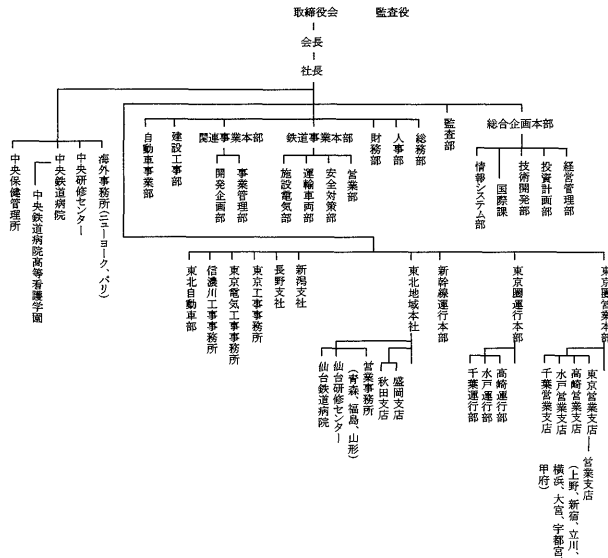 取締役会 監査役
会長
社長
自動車事業部
建設工事部
関連事業本部
鉄道事業本部
財務部
人事部
総務部
監査部
総合企画本部
開発企画部
事業管理部
施設電気部
運輸車両部
安全対策部
営業部
情報システム部
国際課
技術開発部
投資計画部
経営管理部
中央保健管理所
中央鉄道病院
中央鉄道病院高等看護学園
中央研修センター
海外事務所(ニューヨーク、パリ)
東北自動車部
信濃川工事事務所
東京電気工事事務所
東京工事事務所
長野支社
新潟支社
東北地域本社
新幹線運行本部
東京圏運行本部
東京圏営業本部
仙台鉄道病院
仙台研修センター
営業事務所
(青森、福島、山形)
秋田支店
盛岡支店
千葉運行部
水戸運行部
高崎運行部
千葉営業支店
水戸営業支店
高崎営業支店
東京営業支店
営業支店
(上野、新宿、立川、
横浜、大宮、宇都宮
甲府)